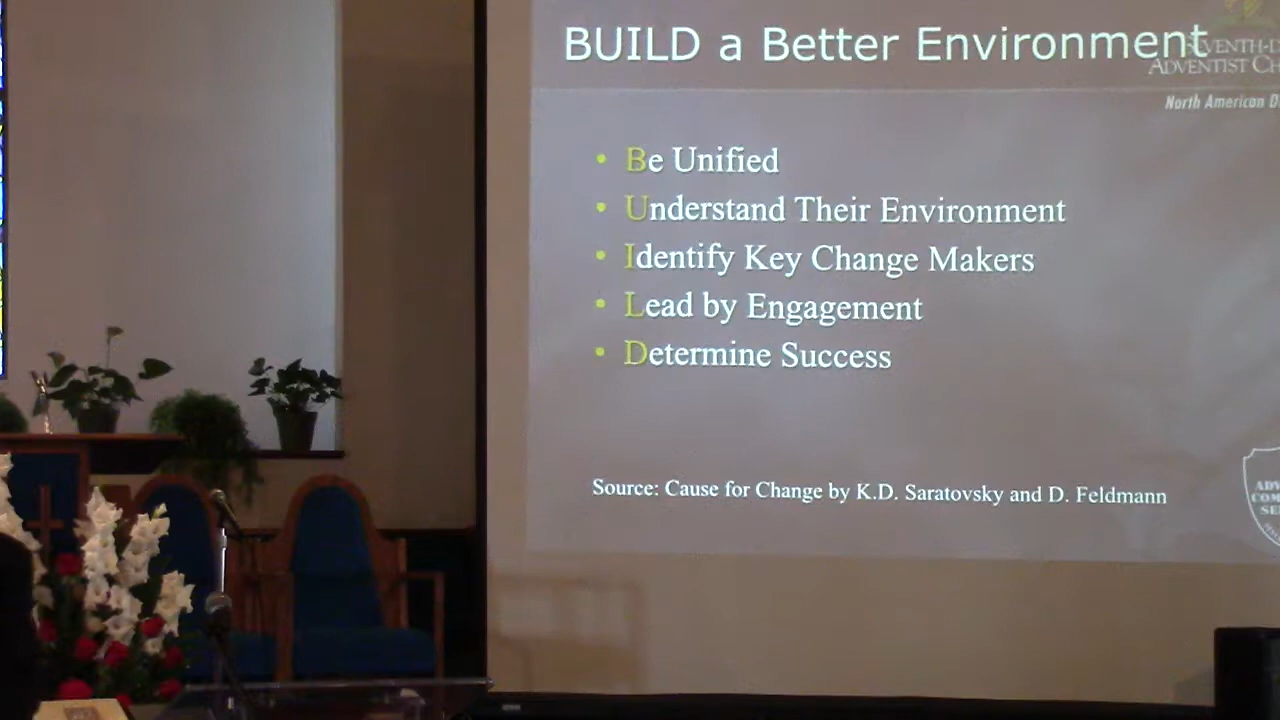 BUILD a Better Environment
ADVENTIST
North American
• Be Unified
• Understand Their Environment
• Identify Key Change Makers
• Lead by Engagement
• Determine Success
Source: Cause for Change by K.D. Saratovsky and D. Feldmann